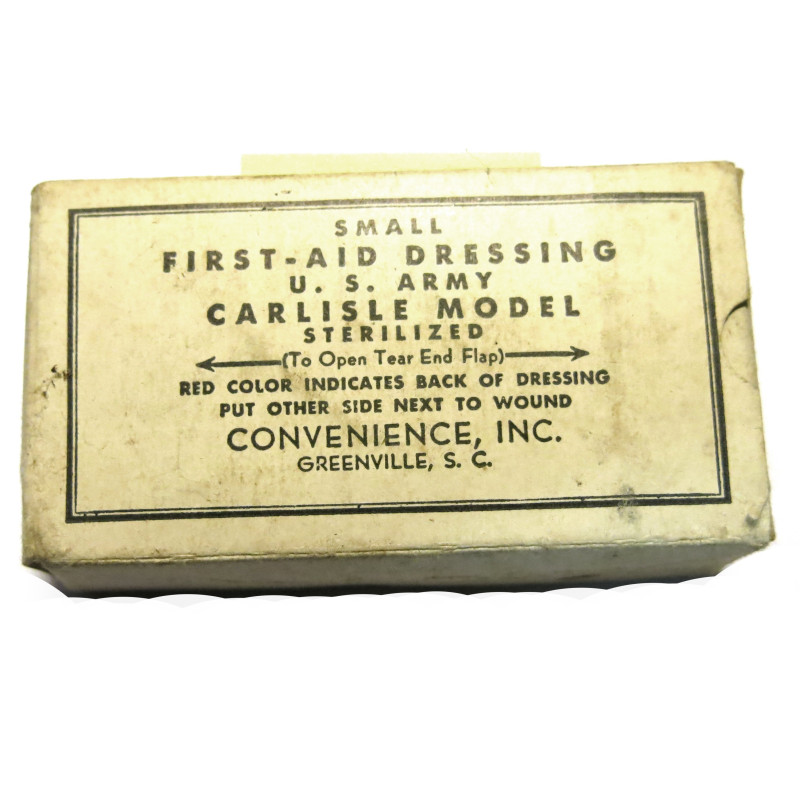 SMALL
FIRST-AID DRESSING
U. S. ARMY
CARLISLE MODEL
STERILIZED
(To Open Tear End Flap)
RED COLOR INDICATES BACK OF DRESSING
PUT OTHER SIDE NEXT TO WOUND
CONVENIENCE, INC.
GREENVILLE, S. C.